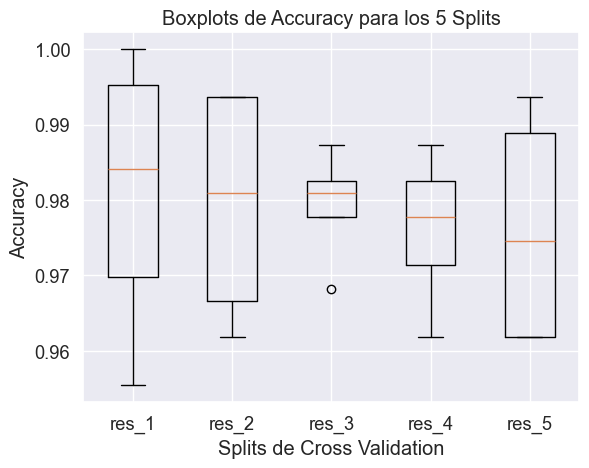 Boxplots de Accuracy para los 5 Splits
1.00
0.99
0.98
0.97
0.96
Accuracy
res_1 res_2 res_3 res_4 res_5
Splits de Cross Validation